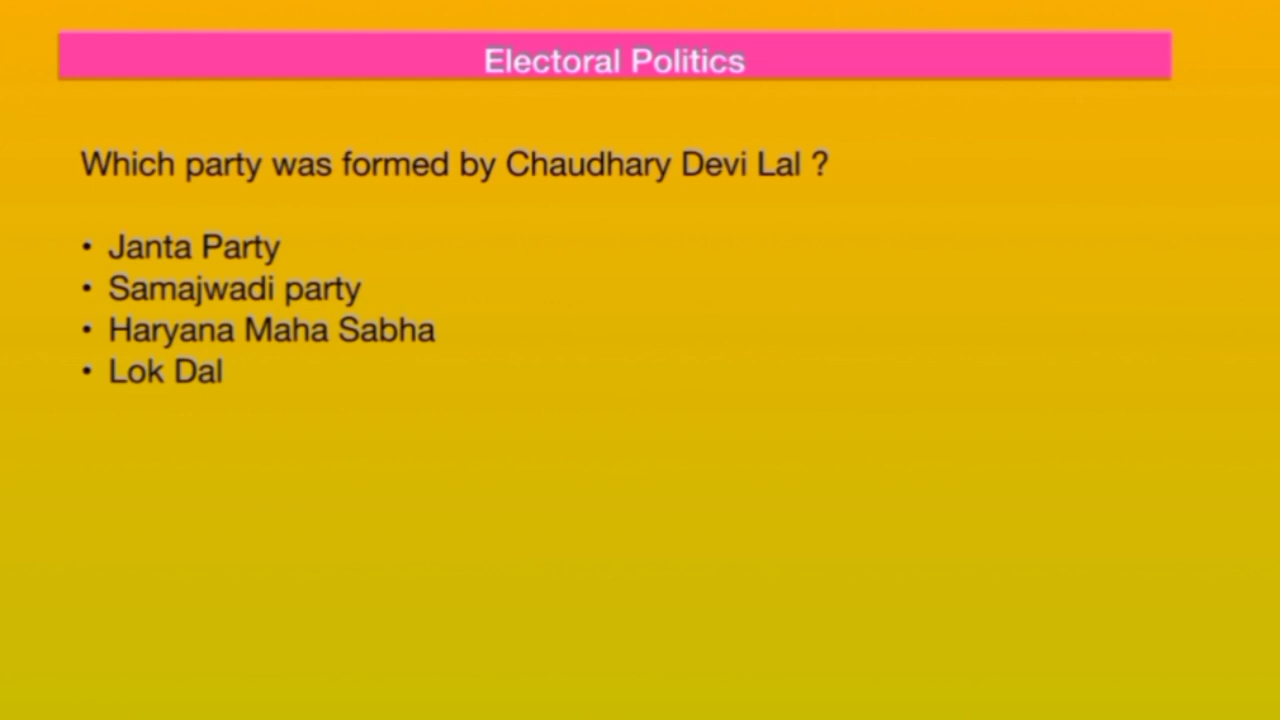 Electoral Politics
Which party was formed by Chaudhary Devi Lal ?
• Janta Party
• Samajwadi party
• Haryana Maha Sabha
• Lok Dal